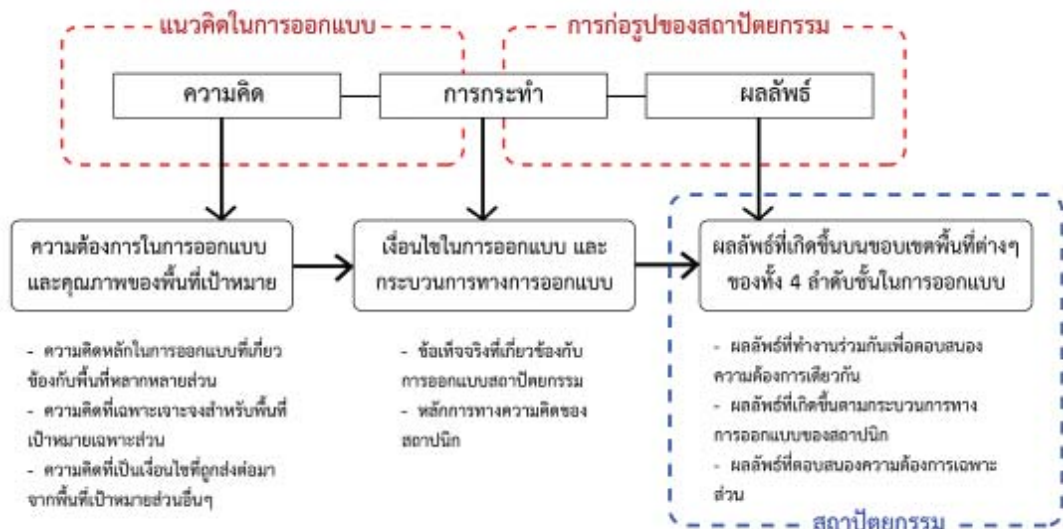 แนวคิดในการออกแบบ
การก่อรูปของสถาปัตยกรรม
ความคิด
การกระทำ
ผลลัพธ์
ความต้องการในการออกแบบ
และคุณภาพของพื้นที่เป้าหมาย
เงื่อนไขในการออกแบบ และ
กระบวนการทางการออกแบบ
ผลลัพธ์ที่เกิดขึ้นบนขอบเขตพื้นที่ต่างๆ
ของทั้ง 4 ลำดับชั้นในการออกแบบ
- ความคิดหลักในการออกแบบที่เกี่ยว
ข้องกับพื้นที่หลากหลายส่วน
- ความคิดที่เฉพาะเจาะจงสำหรับพื้นที่
เป้าหมายเฉพาะส่วน
- ความคิดที่เป็นเงื่อนไขที่ถูกส่งต่อมา
จากพื้นที่เป้าหมายส่วนอื่นๆ
- ข้อเท็จจริงที่เกี่ยวข้องกับ
การออกแบบสถาปัตยกรรม
- หลักการทางความคิดของ
สถาปนิก
- ผลลัพธ์ที่ทำงานร่วมกันเพื่อตอบสนอง
ความต้องการเดียวกัน
- ผลลัพธ์ที่เกิดขึ้นตามกระบวนการทาง
การออกแบบของสถาปนิก
- ผลลัพธ์ที่ตอบสนองความต้องการเฉพาะ
ส่วน
สถาปัตยกรรม